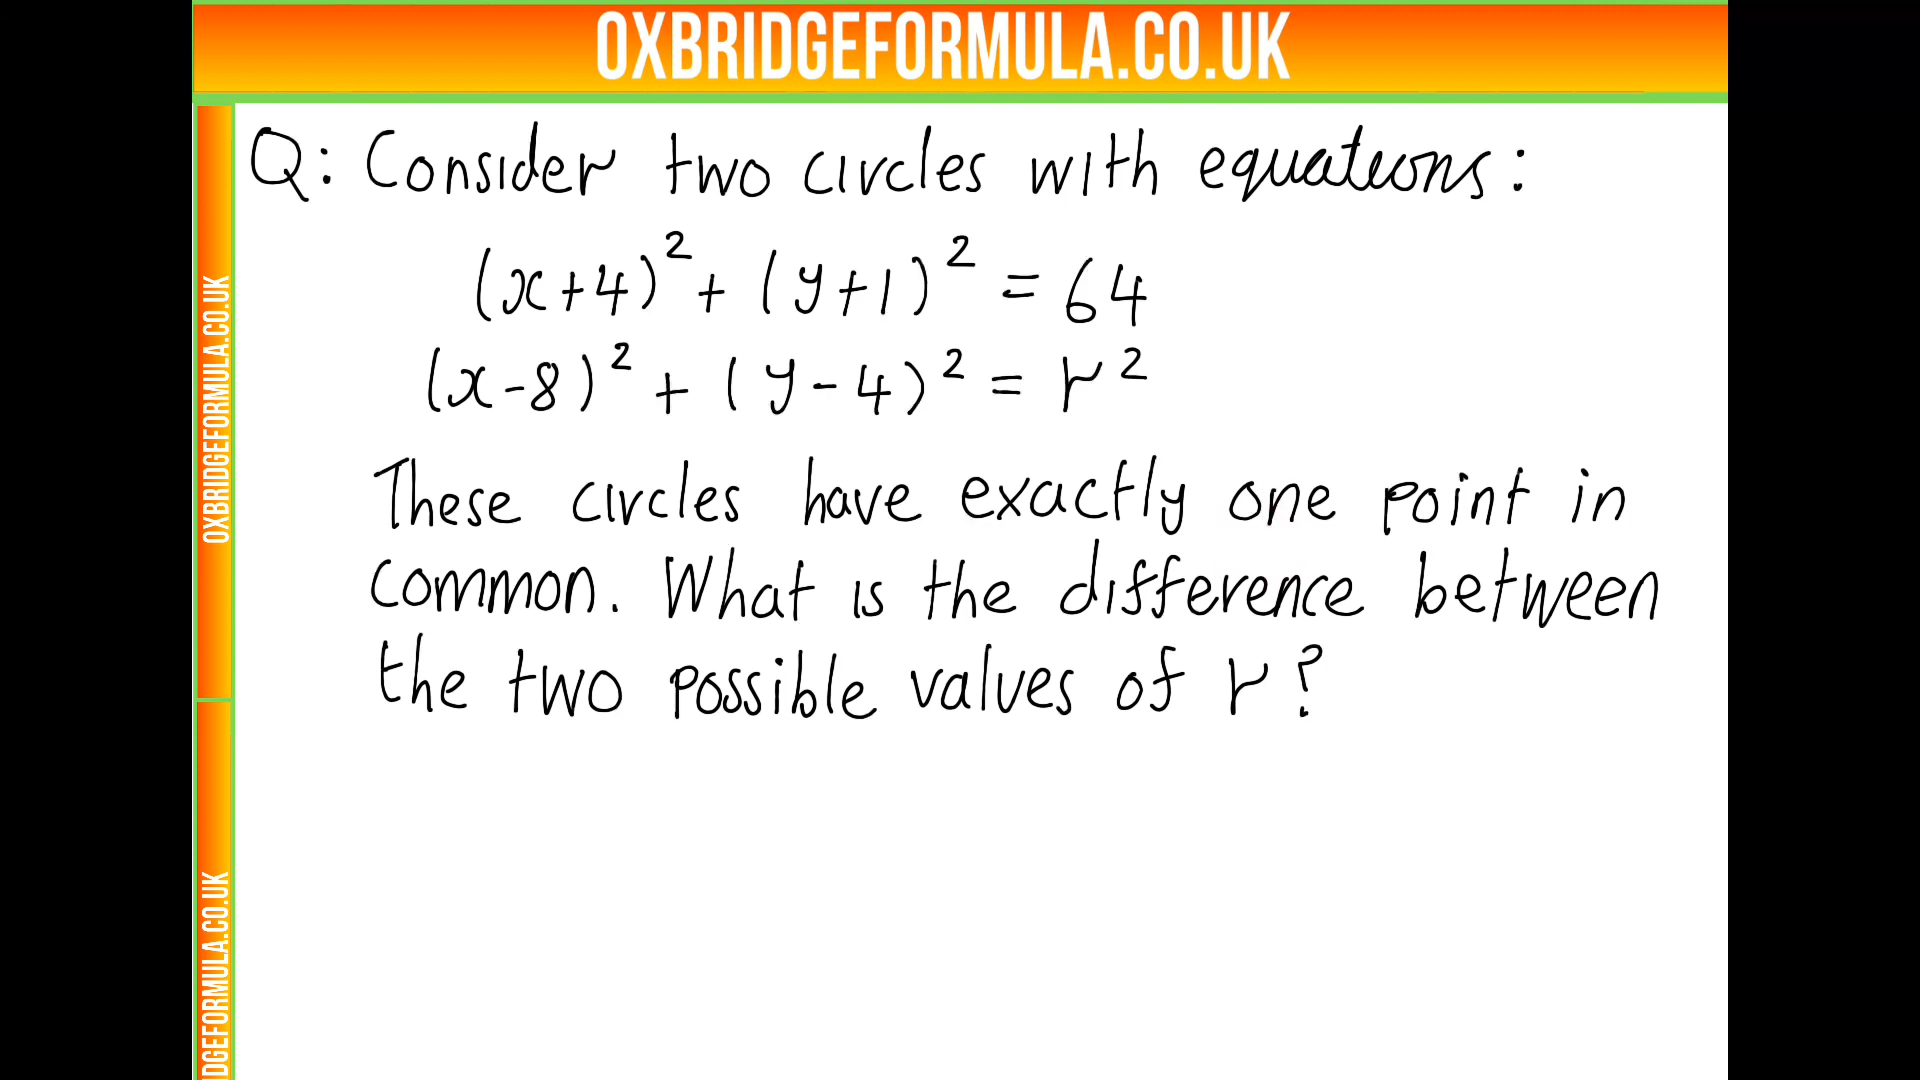 OXBRIDGEFORMULA.CO.UK
OXBRIDGEFORMULA.CO.UK
Q: Consider two circles with equations:
(x+4)² + (y+1)² = 64
(x-8)² + (y-4)² = r²
These circles have exactly one point in
common. What is the difference between
the two possible values of r?
DGEFORMULA.CO.UK